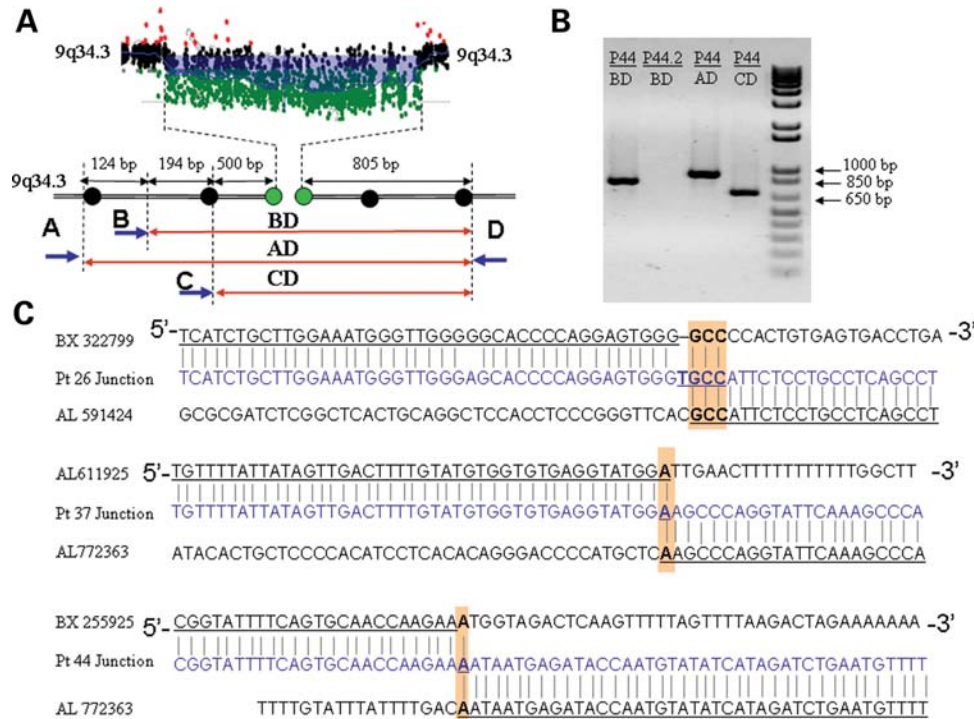 A
9q34.3
9q34.3
124 bp
194 bp
500 bp
805 bp
9q34.3
A
B
BD
D
AD
C
CD
B
P44 P44.2 P44 P44
BD BD AD CD
1000 bp
850 bp
650 bp
C
BX 322799 5'-TCATCTGCTTGGAAATGGGTTGGGGGCACCCCAGGAGTGGG-GCCCCACTGTGAGTGACCTGA -3'
Pt 26 Junction TCATCTGCTTGGAAATGGGTTGGGAGCACCCCAGGAGTGGGTGCCATTCTCCTGCCTCAGCCT
AL 591424 GCGCGATCTCGGCTCACTGCAGGCTCCACCTCCCGGGTTCACGCCATTCTCCTGCCTCAGCCT
AL611925 5'-TGTTTTATTATAGTTGACTTTTGTATGTGGTGTGAGGTATGGATTGAACTTTTTTTTTTTGGCTT -3'
Pt 37 Junction TGTTTTATTATAGTTGACTTTTGTATGTGGTGTGAGGTATGGAAGCCCAGGTATTCAAAGCCCA
AL772363 ATACACTGCTCCCCACATCCTCACACAGGGACCCCATGCTCAAGCCCAGGTATTCAAAGCCCA
BX 255925 5'-CGGTATTTTCAGTGCAACCAAGAAATGGTAGACTCAAGTTTTTAGTTTTAAGACTAGAAAAAAA -3'
Pt 44 Junction CGGTATTTTCAGTGCAACCAAGAAAATAATGAGATACCAATGTATATCATAGATCTGAATGTTTT
AL 772363 TTTTGTATTTATTTTGACAATAATGAGATACCAATGTATATCATAGATCTGAATGTTTT